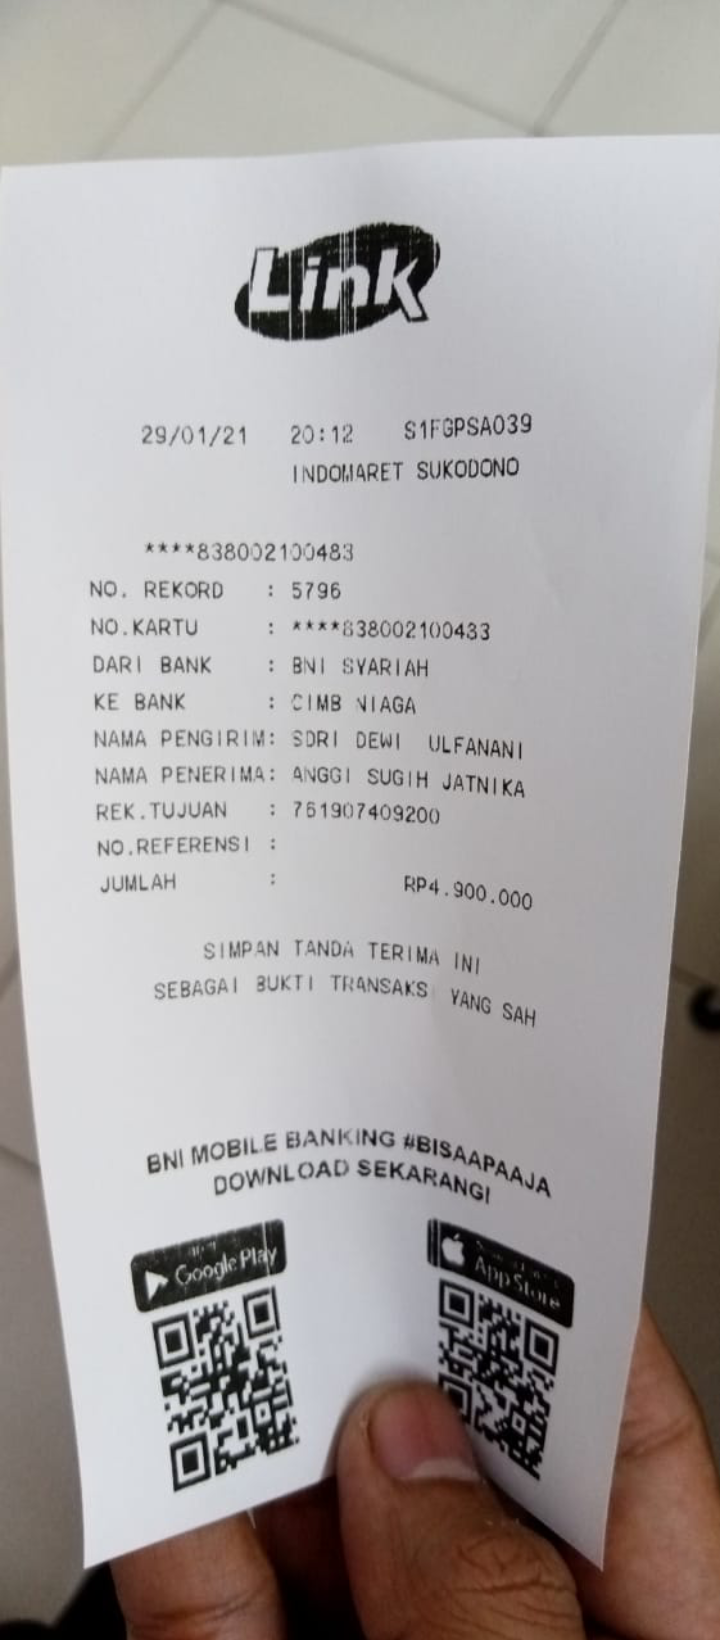 Link
29/01/21 20:12 S1FGPSA039
INDOMARET SUKODONO
****838002100483
NO. REKORD : 5796
NO.KARTU : ****838002100433
DARI BANK : BNI SYARIAH
KE BANK : CIMB NIAGA
NAMA PENGIRIM: SDRI DEWI ULFANANI
NAMA PENERIMA: ANGGI SUGIH JATNIKA
REK.TUJUAN : 761907409200
NO.REFERENSI :
JUMLAH : RP4.900.000
SIMPAN TANDA TERIMA INI
SEBAGAI BUKTI TRANSAKS YANG SAH
BNI MOBILE BANKING #BISAAPAAJA
DOWNLOAD SEKARANG!
Google Play
App Store